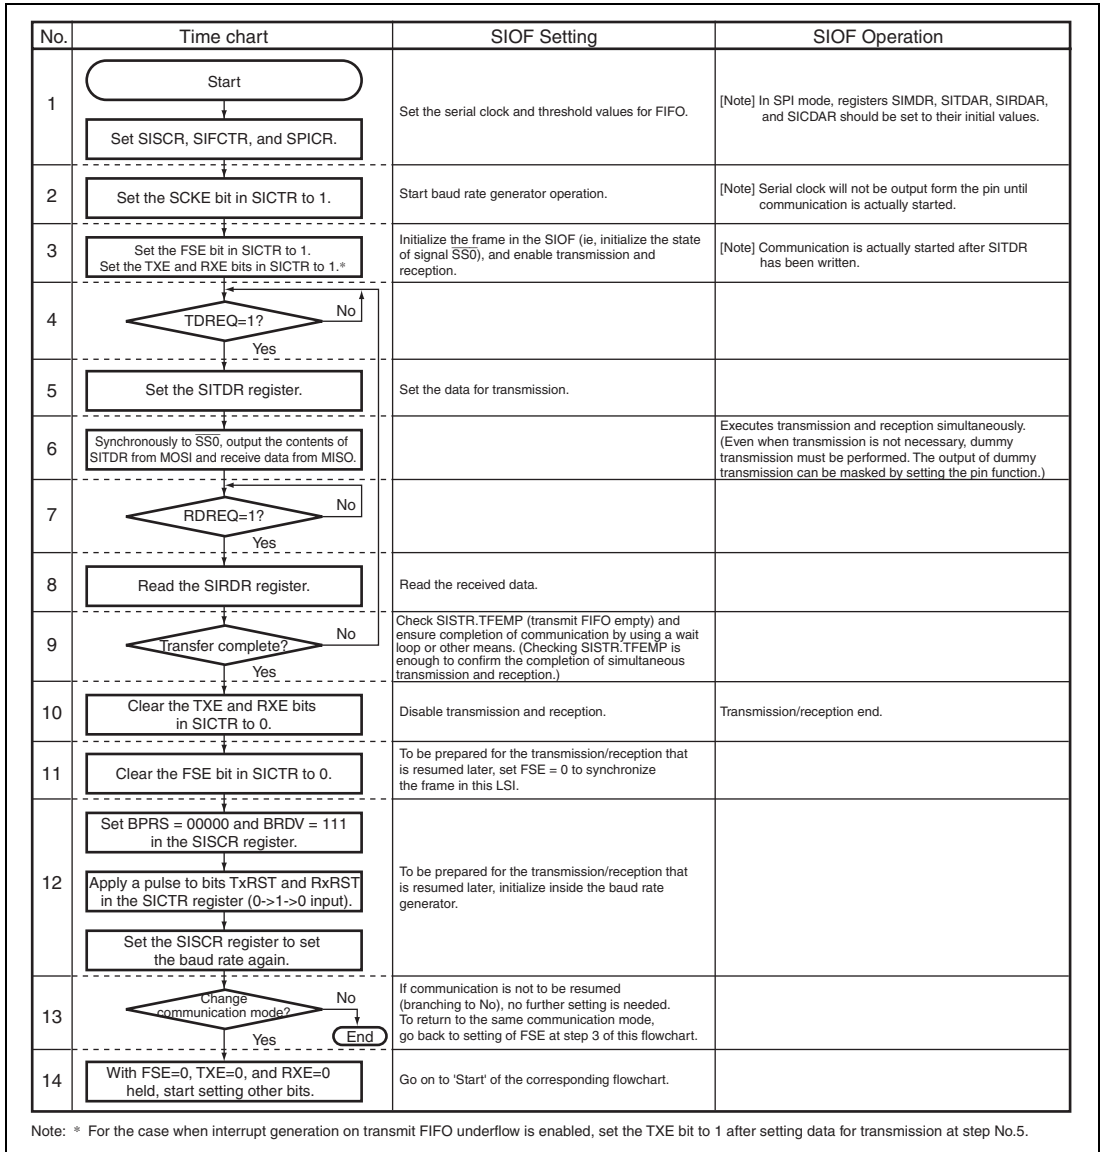 No. Time chart SIOF Setting SIOF Operation
1
Start
Set SISCR, SIFCTR, and SPICR.
Set the serial clock and threshold values for FIFO.
[Note] In SPI mode, registers SIMDR, SITDAR, SIRDAR,
and SICDAR should be set to their initial values.
2
Set the SCKE bit in SICTR to 1.
Start baud rate generator operation.
[Note] Serial clock will not be output form the pin until
communication is actually started.
3
Set the FSE bit in SICTR to 1.
Set the TXE and RXE bits in SICTR to 1.*
Initialize the frame in the SIOF (ie, initialize the state
of signal S̅S̅0̅), and enable transmission and
reception.
[Note] Communication is actually started after SITDR
has been written.
4
TDREQ=1?
No
Yes
5
Set the SITDR register.
Set the data for transmission.
6
Synchronously to S̅S̅0̅, output the contents of
SITDR from MOSI and receive data from MISO.
Executes transmission and reception simultaneously.
(Even when transmission is not necessary, dummy
transmission must be performed. The output of dummy
transmission can be masked by setting the pin function.)
7
RDREQ=1?
No
Yes
8
Read the SIRDR register.
Read the received data.
9
Transfer complete?
No
Yes
Check SISTR.TFEMP (transmit FIFO empty) and
ensure completion of communication by using a wait
loop or other means. (Checking SISTR.TFEMP is
enough to confirm the completion of simultaneous
transmission and reception.)
10
Clear the TXE and RXE bits
in SICTR to 0.
Disable transmission and reception.
Transmission/reception end.
11
Clear the FSE bit in SICTR to 0.
To be prepared for the transmission/reception that
is resumed later, set FSE = 0 to synchronize
the frame in this LSI.
12
Set BPRS = 00000 and BRDV = 111
in the SISCR register.
Apply a pulse to bits TxRST and RxRST
in the SICTR register (0->1->0 input).
Set the SISCR register to set
the baud rate again.
To be prepared for the transmission/reception that
is resumed later, initialize inside the baud rate
generator.
13
Change
communication mode?
No
End
Yes
If communication is not to be resumed
(branching to No), no further setting is needed.
To return to the same communication mode,
go back to setting of FSE at step 3 of this flowchart.
14
With FSE=0, TXE=0, and RXE=0
held, start setting other bits.
Go on to 'Start' of the corresponding flowchart.
Note: * For the case when interrupt generation on transmit FIFO underflow is enabled, set the TXE bit to 1 after setting data for transmission at step No.5.